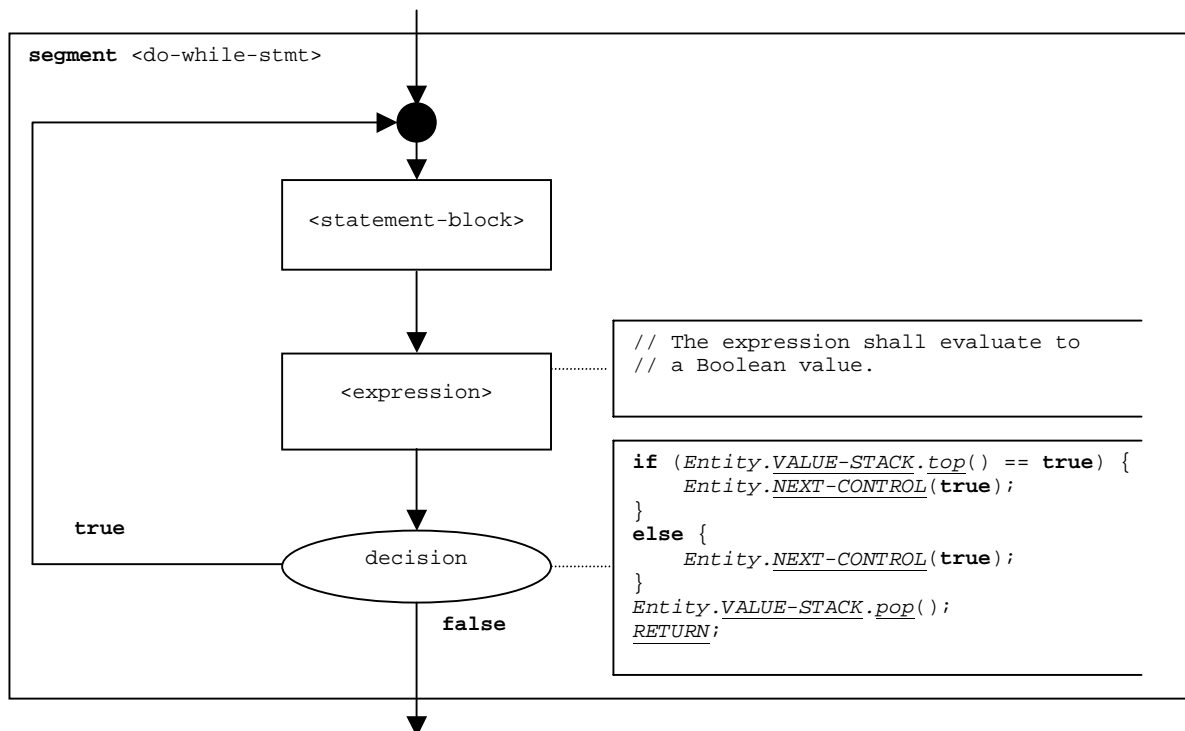 segment <do-while-stmt>
<statement-block>
// The expression shall evaluate to
// a Boolean value.
<expression>
if (Entity.VALUE-STACK.top() == true) {
    Entity.NEXT-CONTROL(true);
}
else {
    Entity.NEXT-CONTROL(true);
}
Entity.VALUE-STACK.pop();
RETURN;
true
decision
false